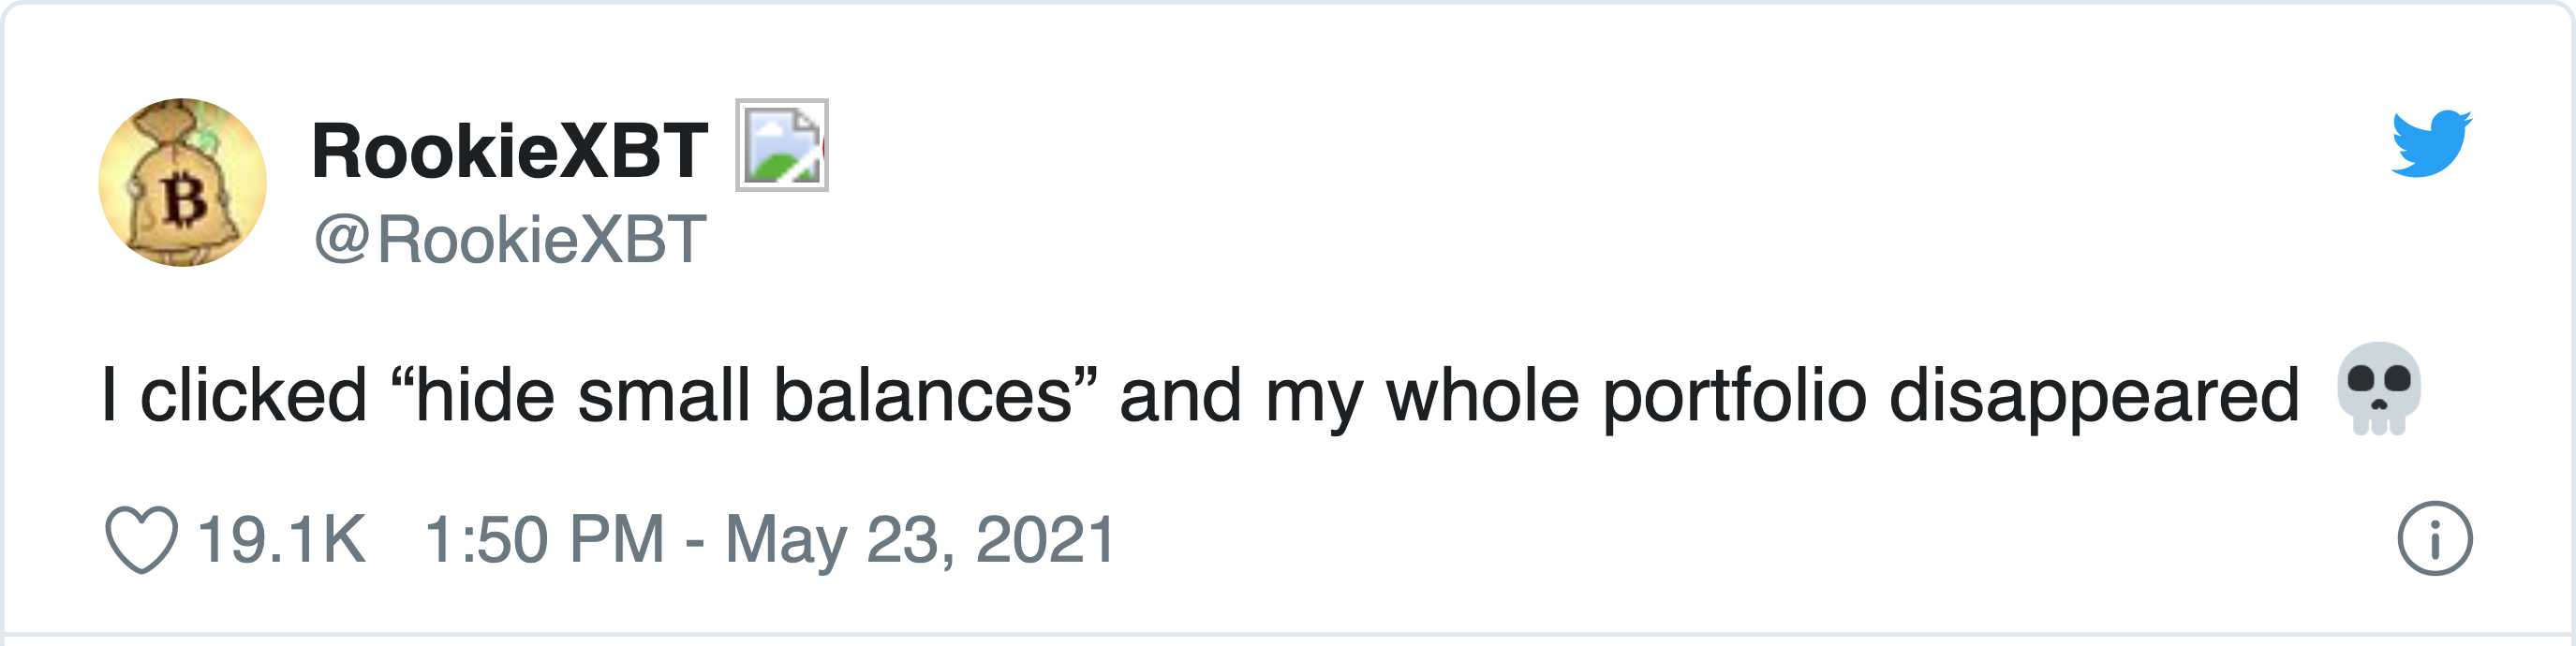 RookieXBT
@RookieXBT
I clicked “hide small balances” and my whole portfolio disappeared 💀
19.1K 1:50 PM - May 23, 2021